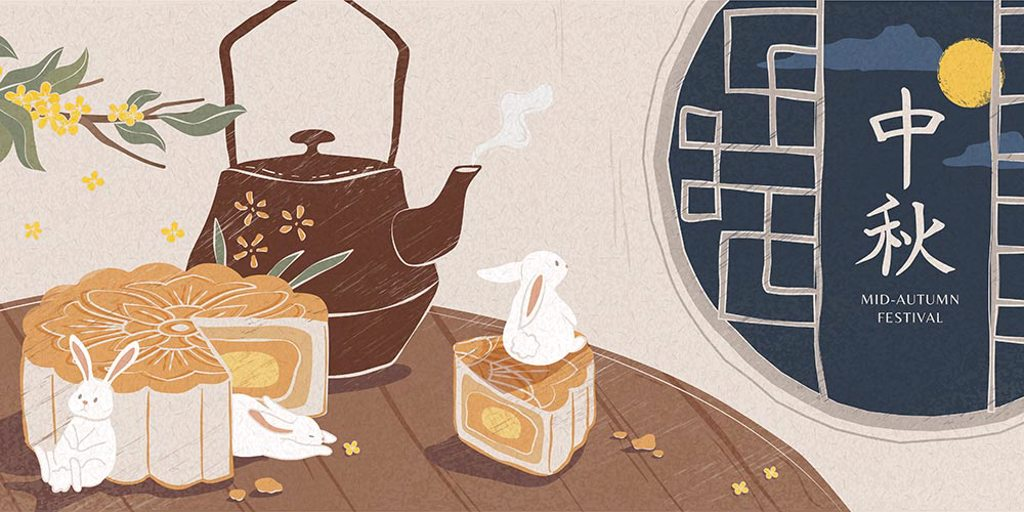 中
秋
MID-AUTUMN
FESTIVAL